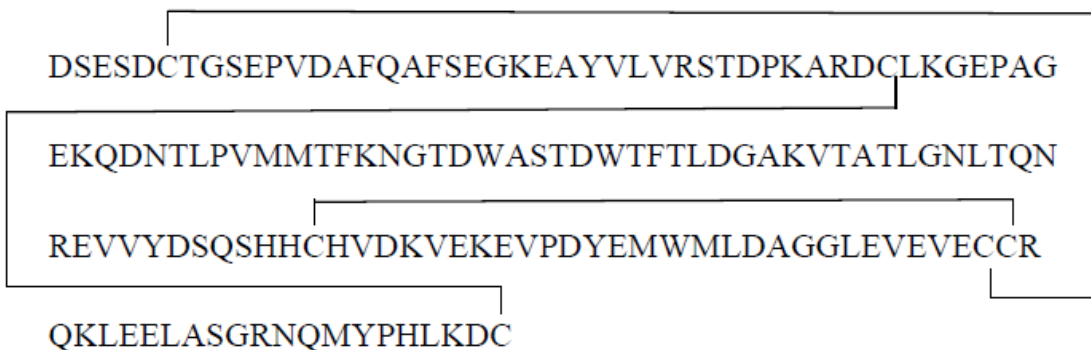 DSESDCTGSEPVDAFQAFSEGKEAYVLVRSTDPKARDCLKGEPAG
EKQDNTLPVMMTFKNGTDWASTDWTFTLDGAKVTATLGNLTQN
REVVYDSQSHHCHVDKVEKEVPDYEMWMLDAGGLEVEVECCR
QKLEELASGRNQMYPHLKDC